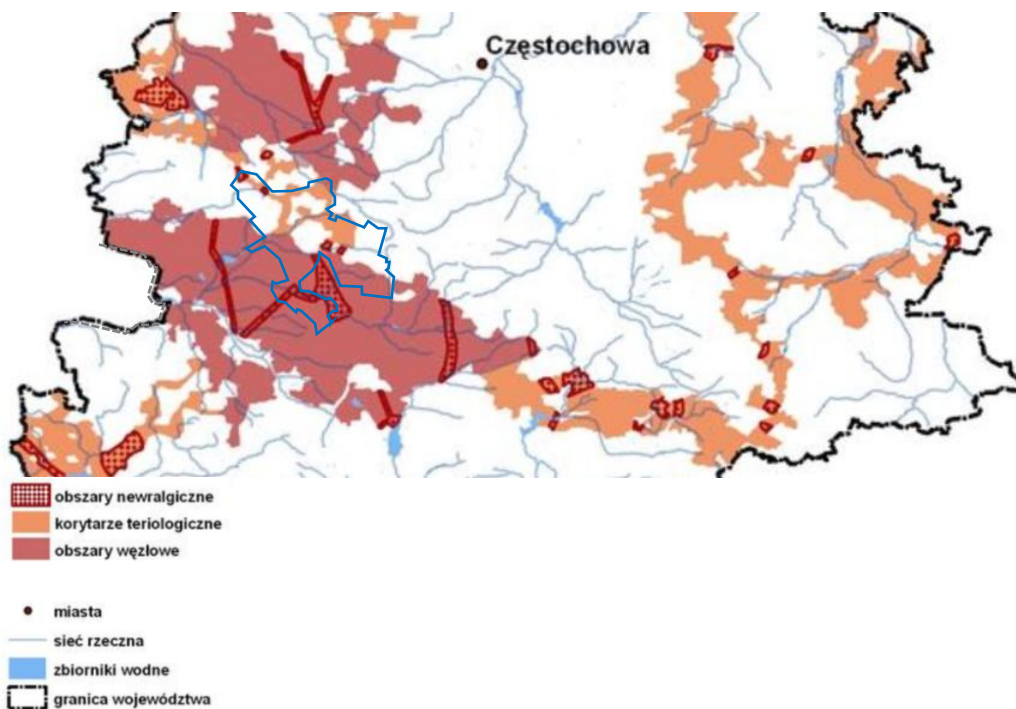 Częstochowa
obszary newralgiczne
korytarze teriologiczne
obszary węzłowe
miasta
sieć rzeczna
zbiorniki wodne
granica województwa